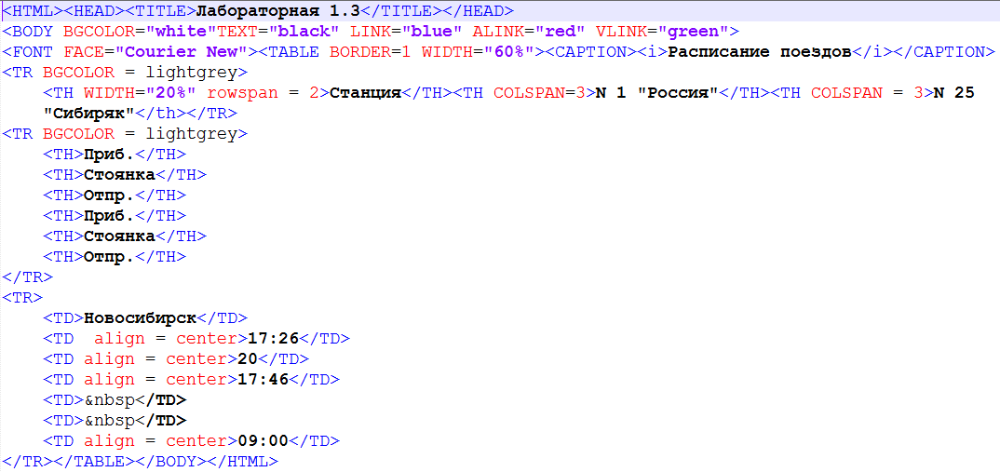 <HTML><HEAD><TITLE>Лабораторная 1.3</TITLE></HEAD>
<BODY BGCOLOR="white"TEXT="black" LINK="blue" ALINK="red" VLINK="green">
<FONT FACE="Courier New"><TABLE BORDER=1 WIDTH="60%"><CAPTION><i>Расписание поездов</i></CAPTION>
<TR BGCOLOR = lightgrey>
    <TH WIDTH="20%" rowspan = 2>Станция</TH><TH COLSPAN=3>N 1 "Россия"</TH><TH COLSPAN = 3>N 25
    "Сибиряк"</th></TR>
<TR BGCOLOR = lightgrey>
    <TH>Приб.</TH>
    <TH>Стоянка</TH>
    <TH>Отпр.</TH>
    <TH>Приб.</TH>
    <TH>Стоянка</TH>
    <TH>Отпр.</TH>
</TR>
<TR>
    <TD>Новосибирск</TD>
    <TD  align = center>17:26</TD>
    <TD align = center>20</TD>
    <TD align = center>17:46</TD>
    <TD>&nbsp</TD>
    <TD>&nbsp</TD>
    <TD align = center>09:00</TD>
</TR></TABLE></BODY></HTML>